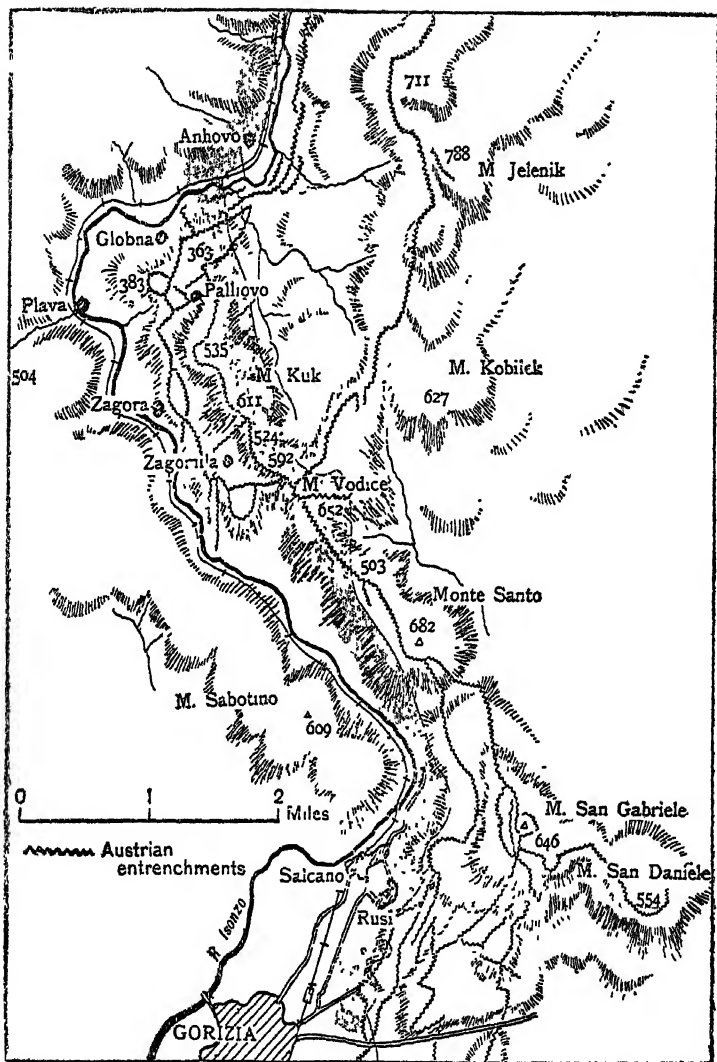 711
Anhovo
788
M Jelenik
Globna
363
383
Palliovo
Plava
535
M. Kuk
M. Kobilek
504
611
627
Zagora
524
592
Zagomila
M. Vodice
652
503
Monte Santo
682
M. Sabotino
609
0 1 2
Miles
M. San Gabriele
646
Austrian
entrenchments
M. San Daniele
Salcano
554
Rusi
R Isonzo
GORIZIA